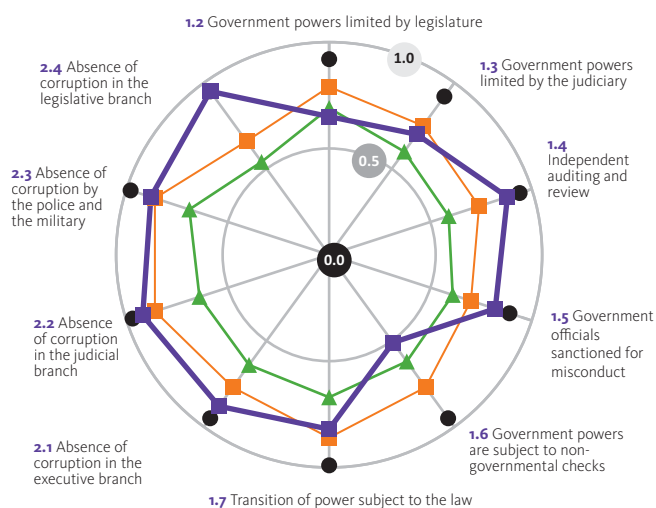 1.2 Government powers limited by legislature
1.0
1.3 Government powers
limited by the judiciary
2.4 Absence of
corruption in the
legislative branch
1.4
Independent
auditing and
review
0.5
2.3 Absence of
corruption by
the police and
the military
0.0
1.5 Government
officials
sanctioned for
misconduct
2.2 Absence
of corruption
in the judicial
branch
1.6 Government powers
are subject to non-
governmental checks
2.1 Absence of
corruption in the
executive branch
1.7 Transition of power subject to the law